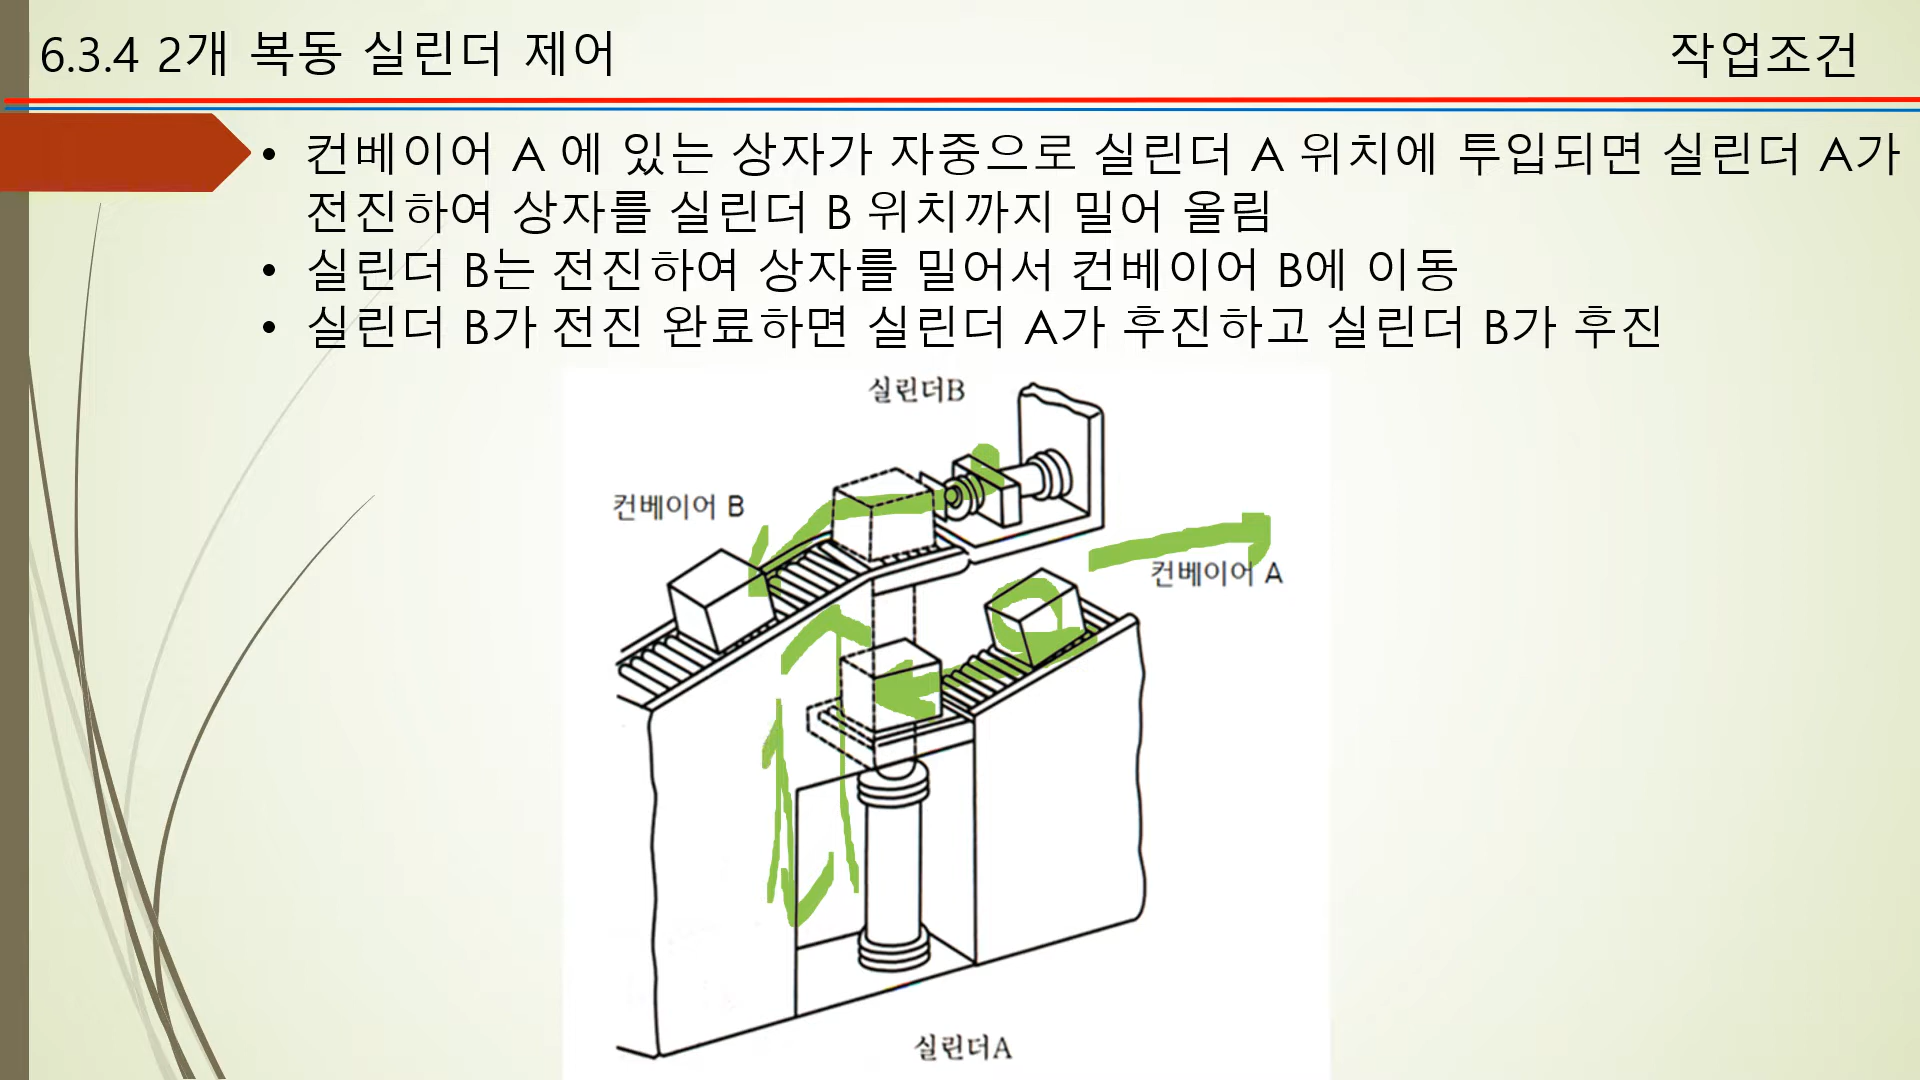 6.3.4 2개 복동 실린더 제어
작업조건
• 컨베이어 A 에 있는 상자가 자중으로 실린더 A 위치에 투입되면 실린더 A가
전진하여 상자를 실린더 B 위치까지 밀어 올림
• 실린더 B는 전진하여 상자를 밀어서 컨베이어 B에 이동
• 실린더 B가 전진 완료하면 실린더 A가 후진하고 실린더 B가 후진
실린더B
컨베이어 B
컨베이어 A
실린더A